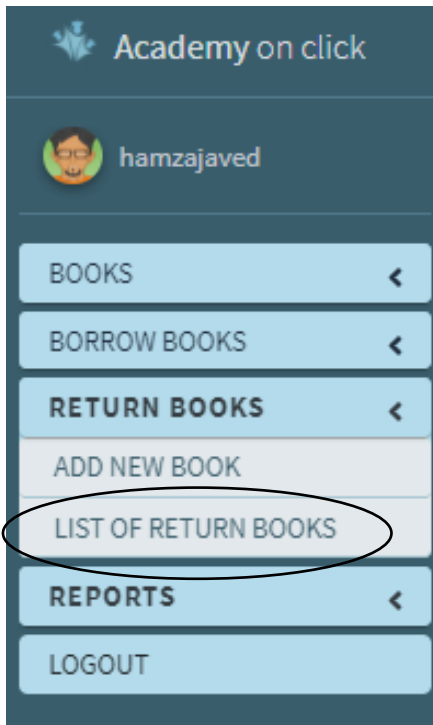 Academy on click
hamzajaved
BOOKS
BORROW BOOKS
RETURN BOOKS
ADD NEW BOOK
LIST OF RETURN BOOKS
REPORTS
LOGOUT